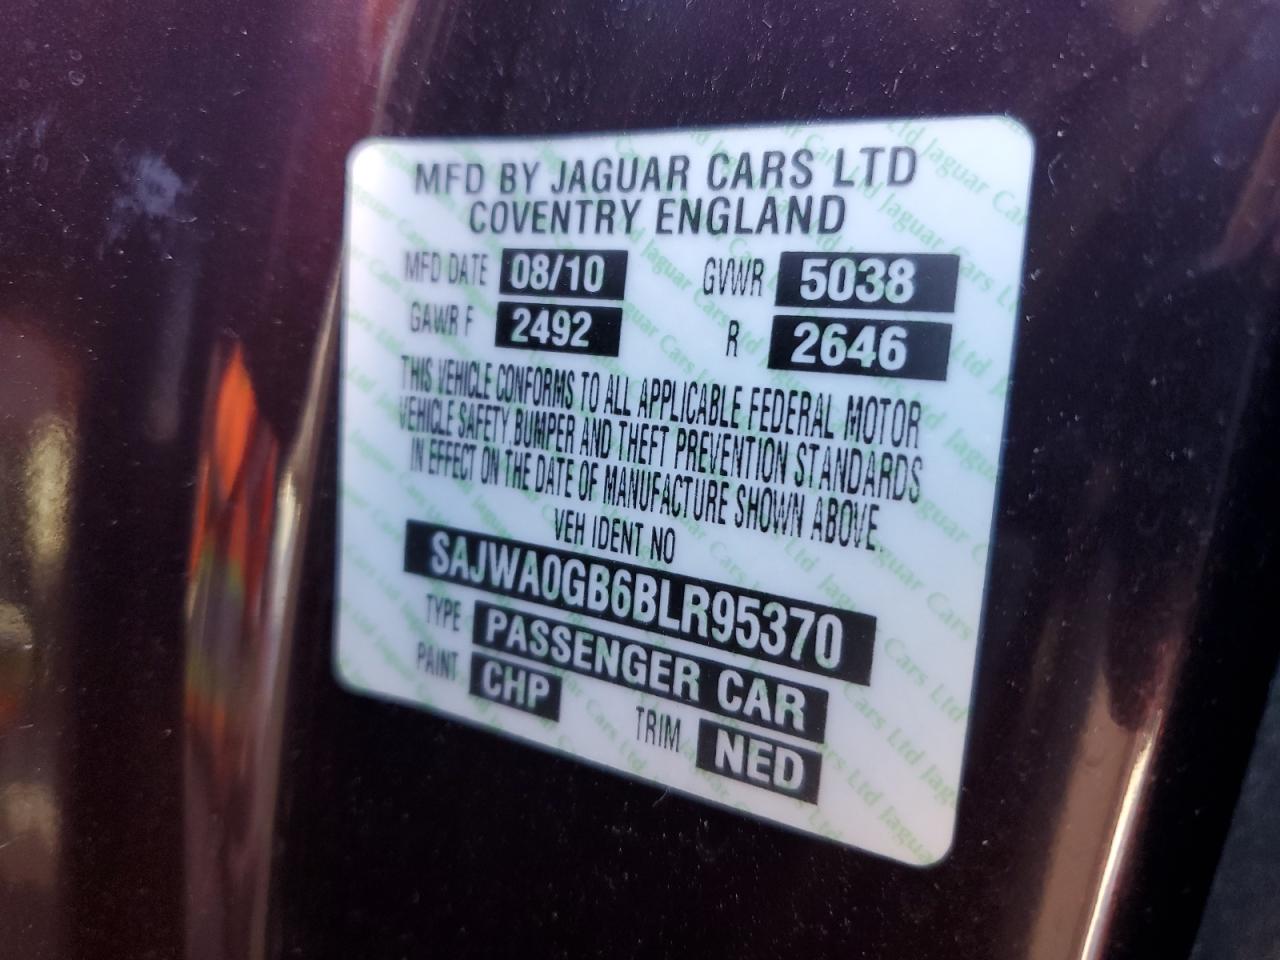 MFD BY JAGUAR CARS LTD
COVENTRY ENGLAND
MFD DATE 08/10 GVWR 5038
GAWR F 2492 R 2646
THIS VEHICLE CONFORMS TO ALL APPLICABLE FEDERAL MOTOR
VEHICLE SAFETY, BUMPER AND THEFT PREVENTION STANDARDS
IN EFFECT ON THE DATE OF MANUFACTURE SHOWN ABOVE.
VEH IDENT NO
SAJWA0GB6BLR95370
TYPE PASSENGER CAR
PAINT CHP TRIM NED